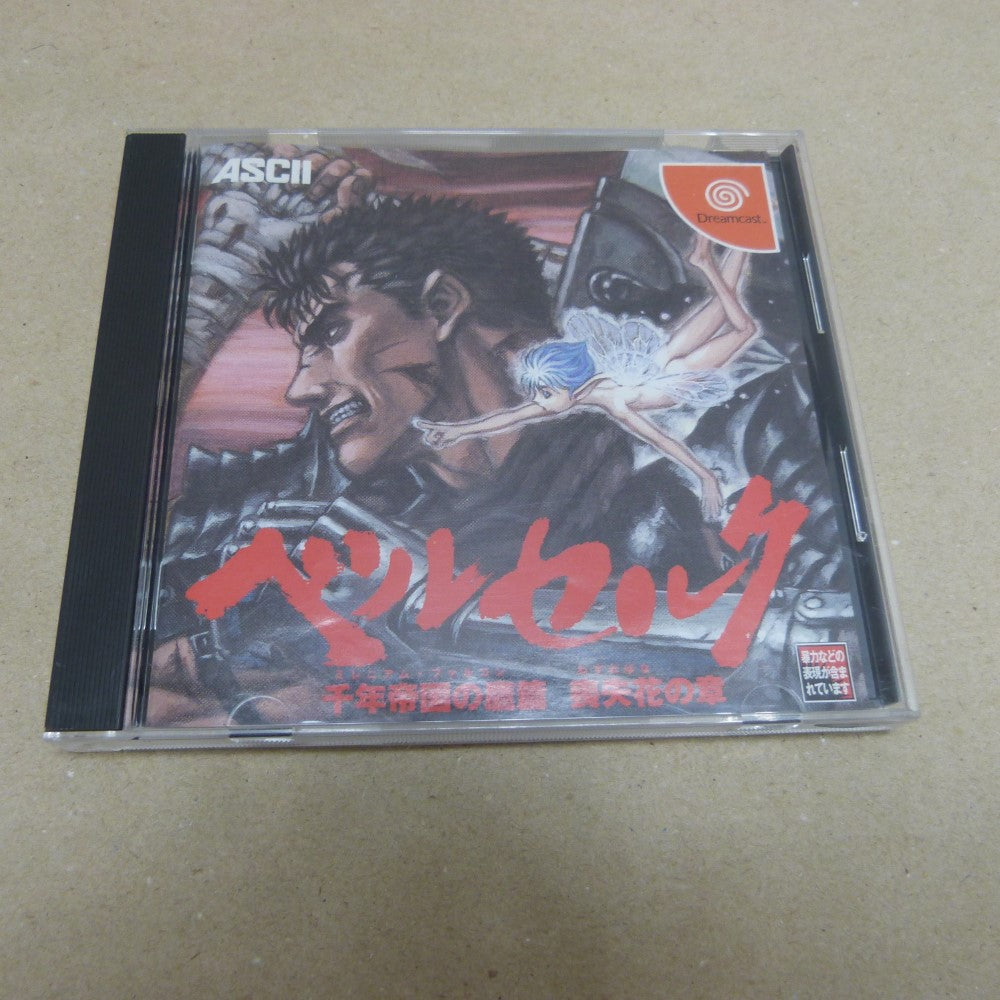 ASCII
Dreamcast™
ベルセルク
千年帝国の鷹篇 喪失花の章
暴力などの
表現が含ま
れています